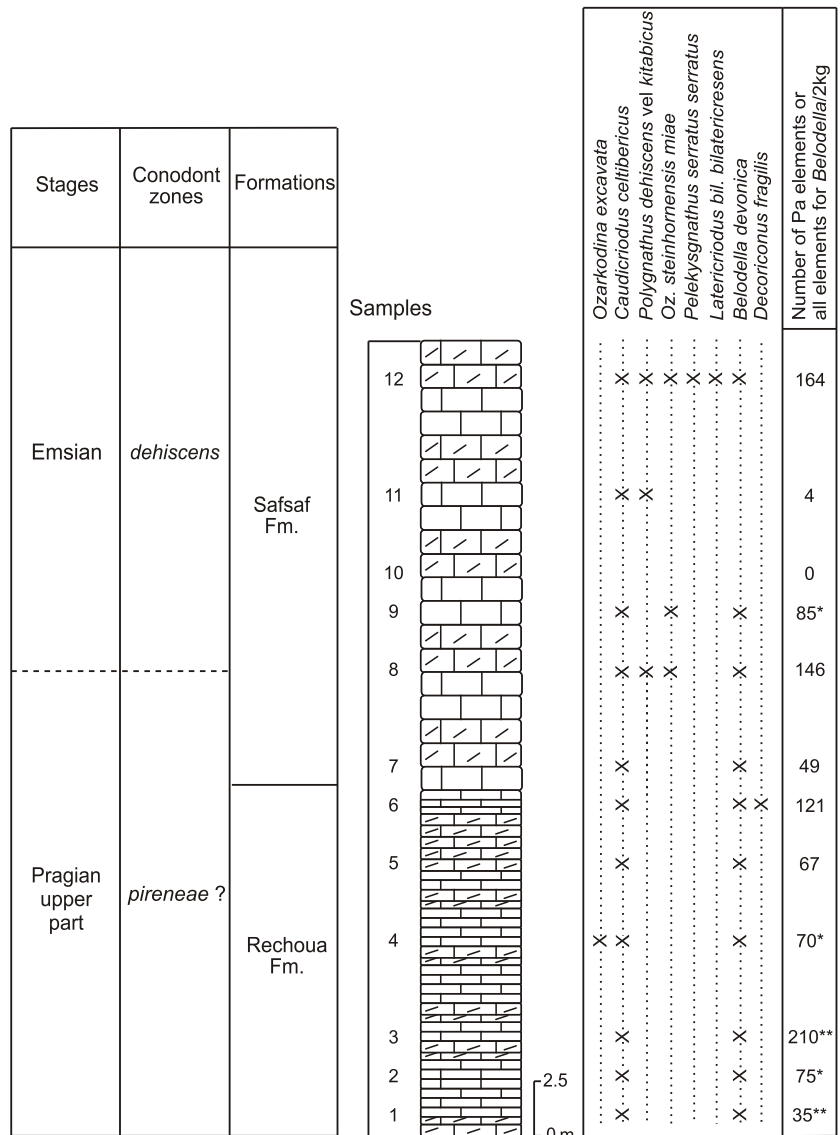 Stages
Conodont
zones
Formations
Emsian
dehiscens
Safsaf
Fm.
Pragian
upper
part
pireneae ?
Rechoua
Fm.
Samples
12
11
10
9
8
7
6
5
4
3
2
1
2.5
0 m
Ozarkodina excavata
Caudicriodus celtibericus
Polygnathus dehiscens vel kitabicus
Oz. steinhornensis miae
Pelekysgnathus serratus serratus
Latericriodus bil. bilatericresens
Belodella devonica
Decoriconus fragilis
Number of Pa elements or
all elements for Belodella/2kg
X X X X X X
164
X X
4
0
X X X
85*
X X X X
146
X X
49
X X X
121
X X
67
X X X
70*
X X
210**
X X
75*
X X
35**